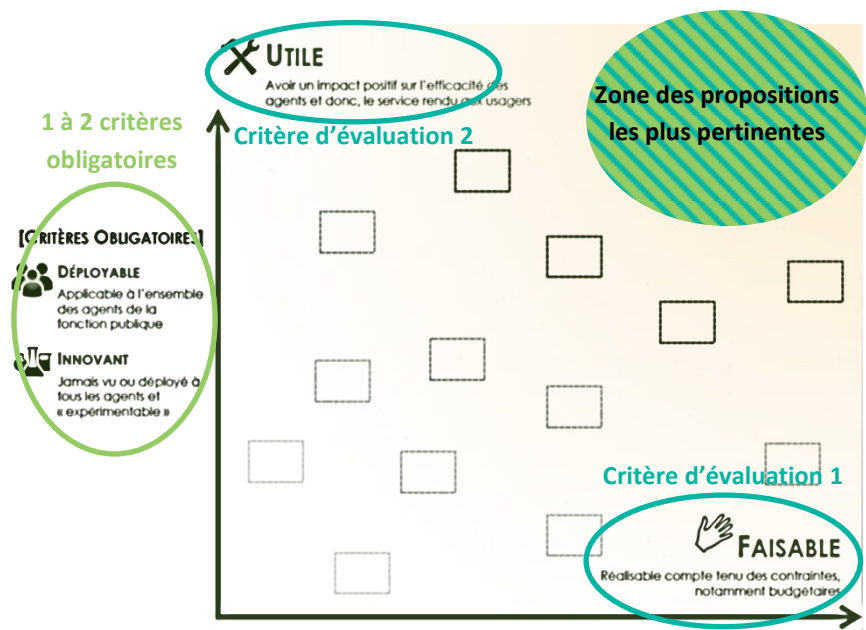 UTILE
Avoir un impact positif sur l'efficacité des
agents et donc, le service rendu aux usagers
Critère d'évaluation 2
Zone des propositions
les plus pertinentes
1 à 2 critères
obligatoires
[CRITÈRES OBLIGATOIRES]
DÉPLOYABLE
Applicable à l'ensemble
des agents de la
fonction publique
INNOVANT
Jamais vu ou déployé à
tous les agents et
« expérimentable »
Critère d'évaluation 1
FAISABLE
Réalisable compte tenu des contraintes,
notamment budgétaires